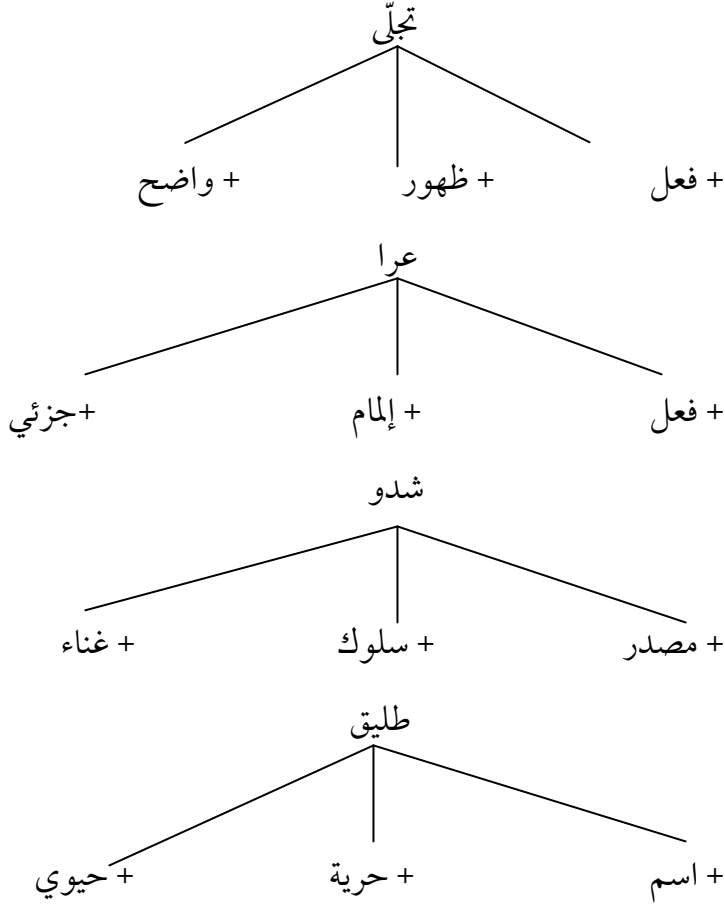 تجلّى
+ فعل + ظهور + واضح
عرا
+ فعل + إلمام +جزئي
شدو
+ مصدر + سلوك + غناء
طليق
+ اسم + حرية + حيوي